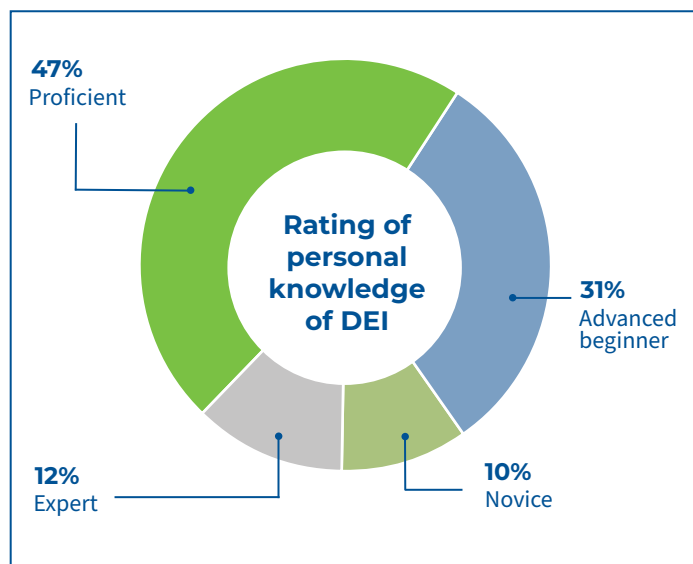 47%
Proficient
Rating of
personal
knowledge
of DEI
31%
Advanced
beginner
12%
Expert
10%
Novice